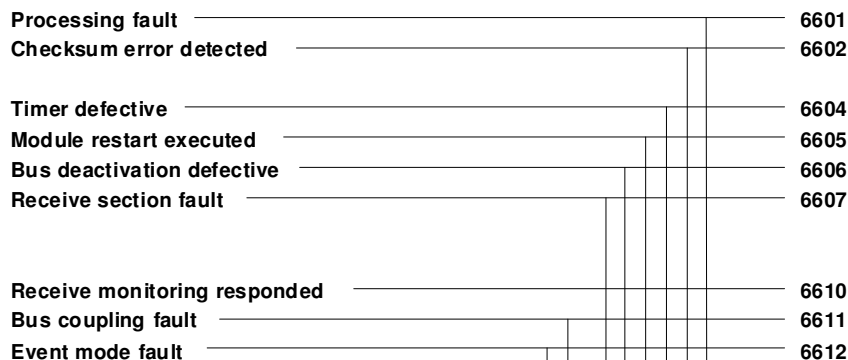 Processing fault 6601
Checksum error detected 6602
Timer defective 6604
Module restart executed 6605
Bus deactivation defective 6606
Receive section fault 6607
Receive monitoring responded 6610
Bus coupling fault 6611
Event mode fault 6612